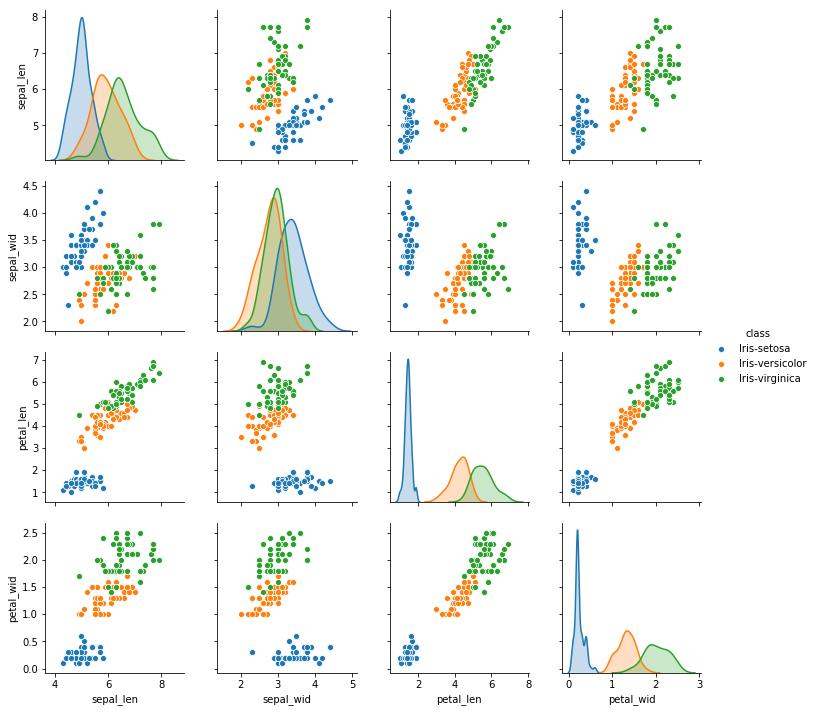 8
7
6
5
sepal_len
4.5
4.0
3.5
3.0
2.5
2.0
sepal_wid
class
Iris-setosa
Iris-versicolor
Iris-virginica
7
6
5
4
3
2
1
petal_len
2.5
2.0
1.5
1.0
0.5
0.0
petal_wid
4 6 8
2 3 4 5
2 4 6 8
0 1 2 3
sepal_len
sepal_wid
petal_len
petal_wid